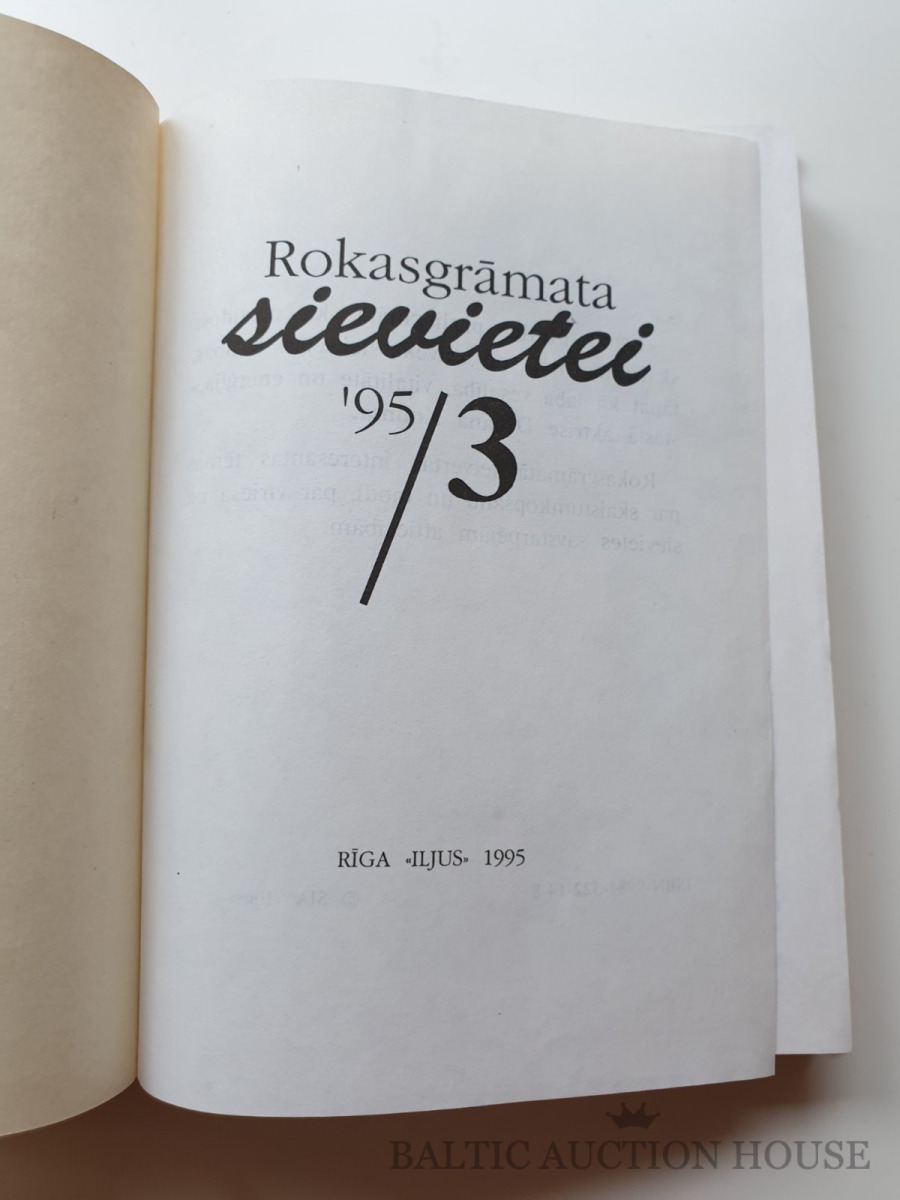 Rokasgrāmata
sievietei
'95/3
RĪGA «ILJUS» 1995
BALTIC AUCTION HOUSE